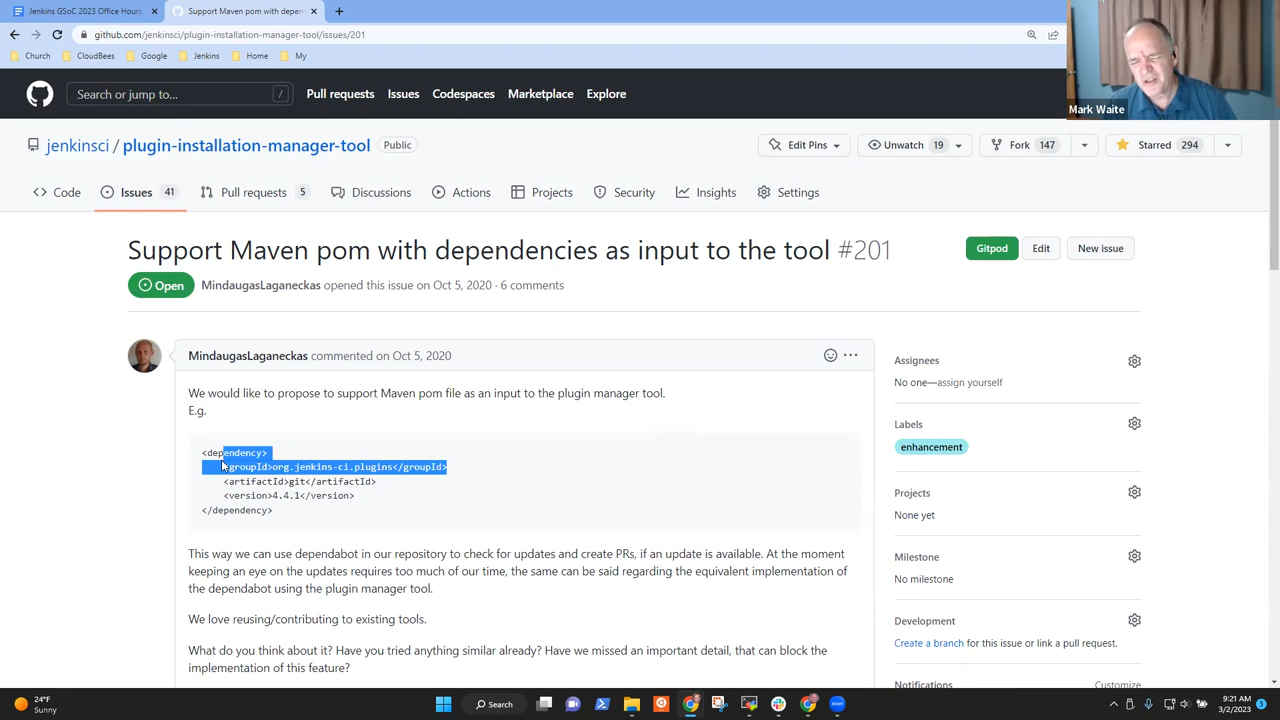 Jenkins GSoC 2023 Office Hours
Support Maven pom with depen
github.com/jenkinsci/plugin-installation-manager-tool/issues/201
Church
CloudBees
Google
Jenkins
Home
My
Mark Waite
Search or jump to...
/
Pull requests
Issues
Codespaces
Marketplace
Explore
jenkinsci / plugin-installation-manager-tool
Public
Edit Pins
Unwatch 19
Fork 147
Starred 294
Code
Issues 41
Pull requests 5
Discussions
Actions
Projects
Security
Insights
Settings
Support Maven pom with dependencies as input to the tool #201
Gitpod
Edit
New issue
Open
MindaugasLaganeckas opened this issue on Oct 5, 2020 · 6 comments
MindaugasLaganeckas commented on Oct 5, 2020
We would like to propose to support Maven pom file as an input to the plugin manager tool.
E.g.
<dependency>
<groupId>org.jenkins-ci.plugins</groupId>
<artifactId>git</artifactId>
<version>4.4.1</version>
</dependency>
This way we can use dependabot in our repository to check for updates and create PRs, if an update is available. At the moment
keeping an eye on the updates requires too much of our time, the same can be said regarding the equivalent implementation of
the dependabot using the plugin manager tool.
We love reusing/contributing to existing tools.
What do you think about it? Have you tried anything similar already? Have we missed an important detail, that can block the
implementation of this feature?
Assignees
No one—assign yourself
Labels
enhancement
Projects
None yet
Milestone
No milestone
Development
Create a branch for this issue or link a pull request.
Notifications
Customize
24°F
Sunny
Search
9:21 AM
3/2/2023
3